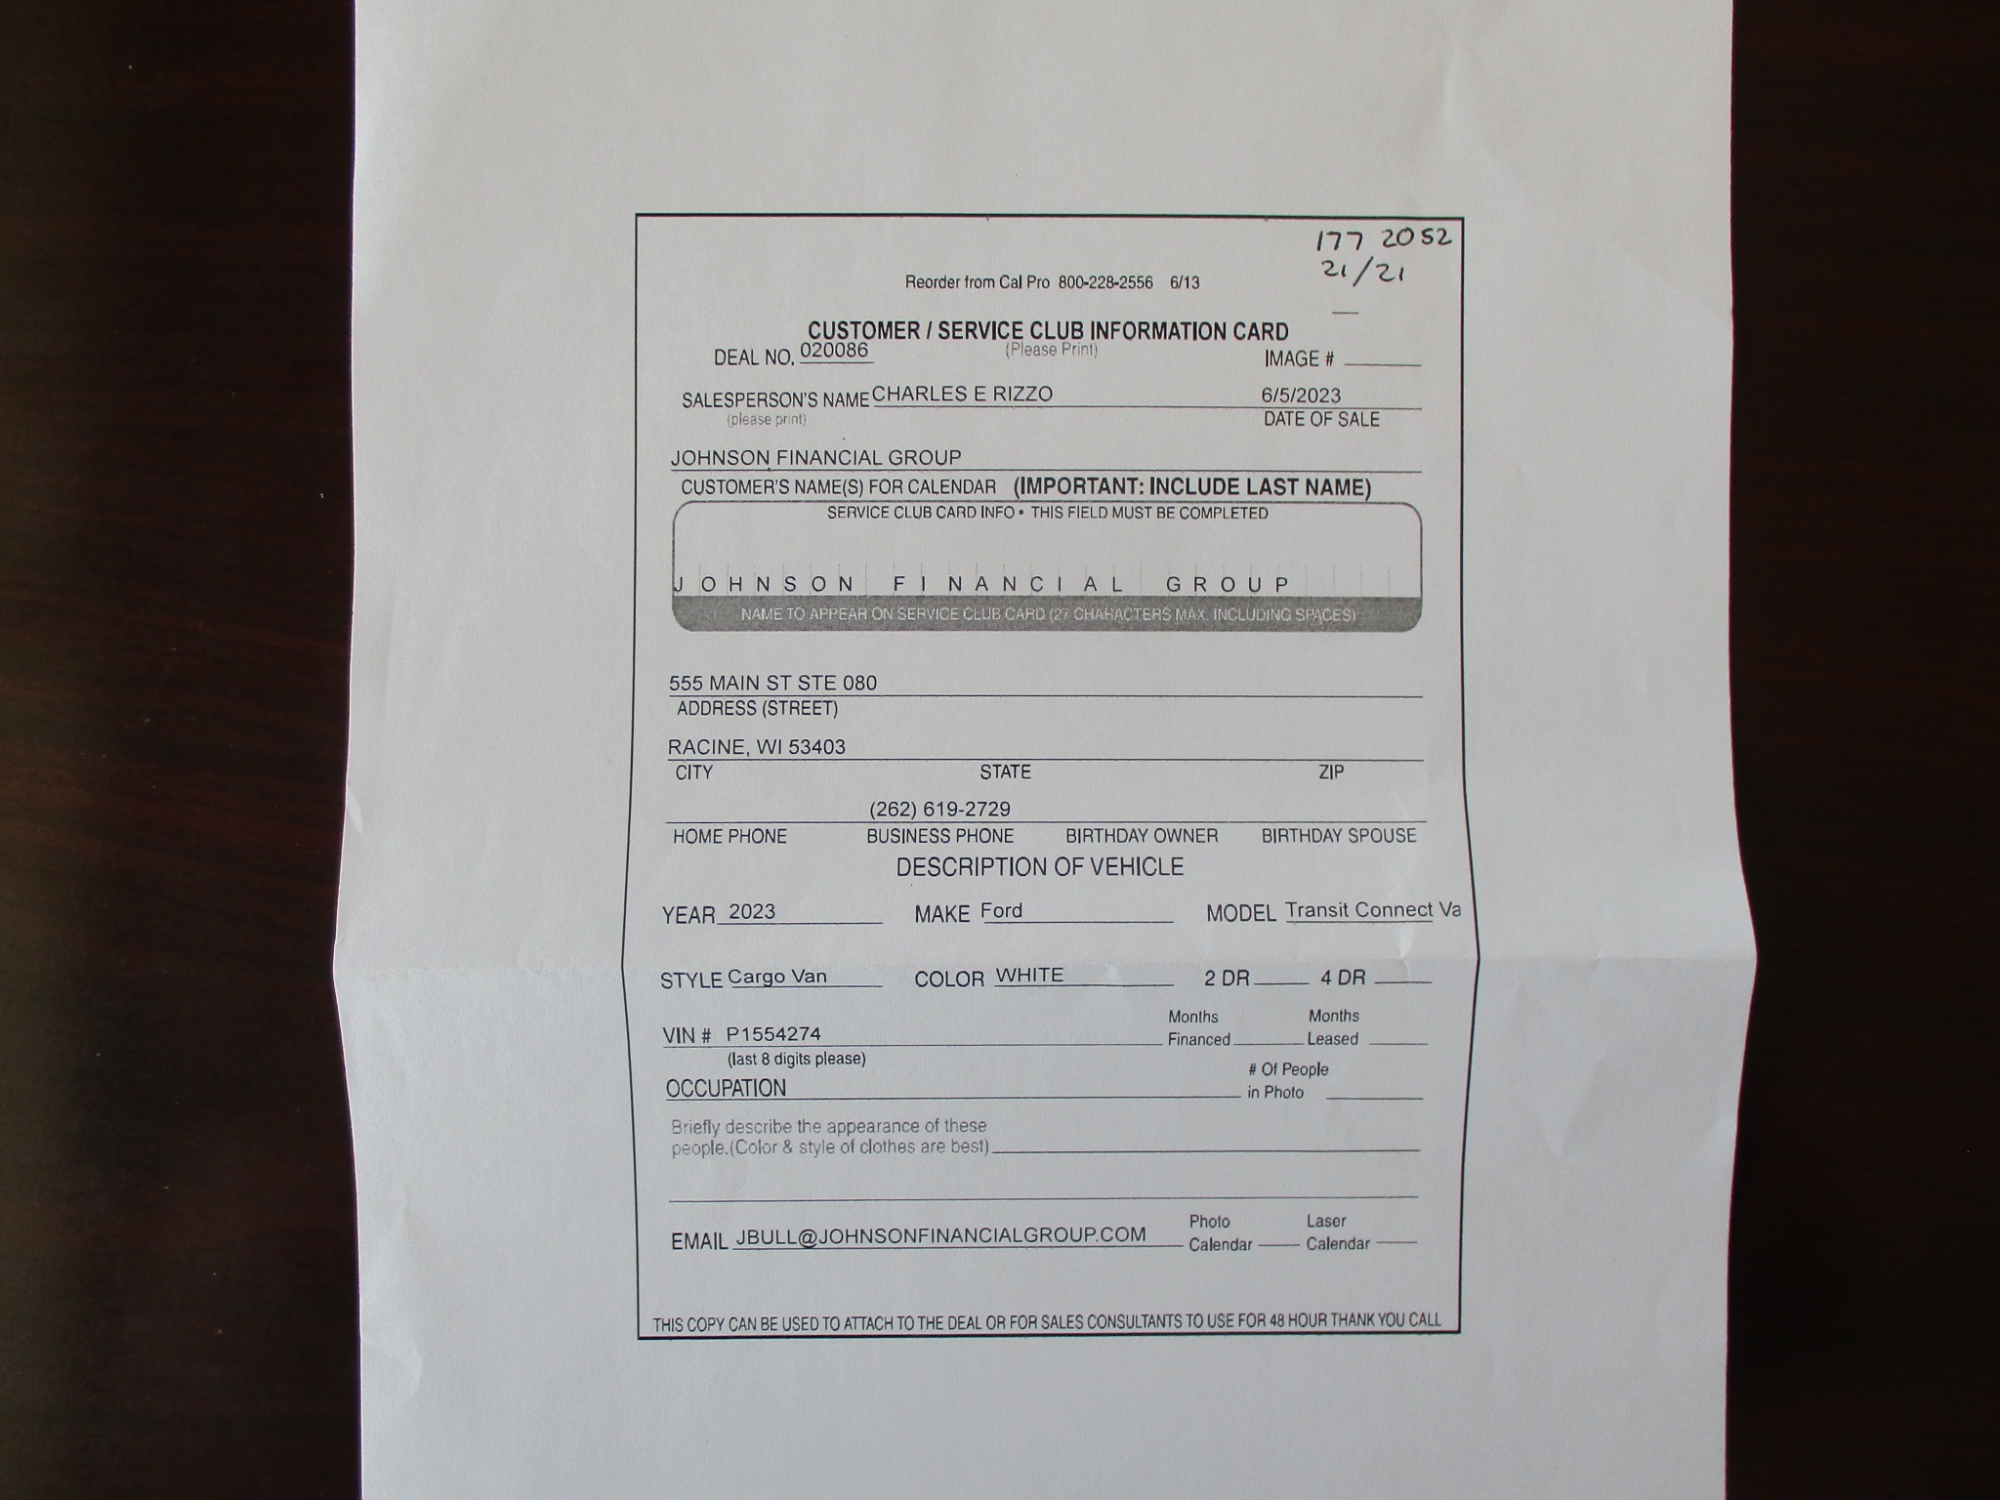 177 2052
21/21
Reorder from Cal Pro 800-228-2556 6/13
CUSTOMER / SERVICE CLUB INFORMATION CARD
DEAL NO. 020086 (Please Print) IMAGE #
SALESPERSON'S NAME CHARLES E RIZZO 6/5/2023
(please print) DATE OF SALE
JOHNSON FINANCIAL GROUP
CUSTOMER'S NAME(S) FOR CALENDAR (IMPORTANT: INCLUDE LAST NAME)
SERVICE CLUB CARD INFO • THIS FIELD MUST BE COMPLETED
JOHNSON FINANCIAL GROUP
NAME TO APPEAR ON SERVICE CLUB CARD (27 CHARACTERS MAX. INCLUDING SPACES)
555 MAIN ST STE 080
ADDRESS (STREET)
RACINE, WI 53403
CITY STATE ZIP
(262) 619-2729
HOME PHONE BUSINESS PHONE BIRTHDAY OWNER BIRTHDAY SPOUSE
DESCRIPTION OF VEHICLE
YEAR 2023 MAKE Ford MODEL Transit Connect Va
STYLE Cargo Van COLOR WHITE 2 DR 4 DR
Months Months
VIN # P1554274 Financed Leased
(last 8 digits please) # Of People
OCCUPATION in Photo
Briefly describe the appearance of these
people.(Color & style of clothes are best)
Photo Laser
EMAIL JBULL@JOHNSONFINANCIALGROUP.COM Calendar Calendar
THIS COPY CAN BE USED TO ATTACH TO THE DEAL OR FOR SALES CONSULTANTS TO USE FOR 48 HOUR THANK YOU CALL